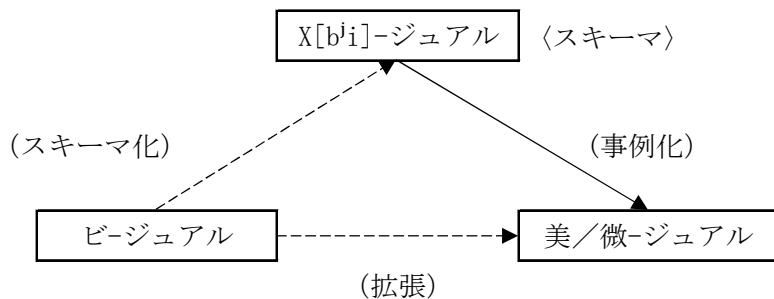 X[bʲi]-ジュアル 〈スキーマ〉
(スキーマ化) (事例化)
ビ-ジュアル 美／微-ジュアル
(拡張)